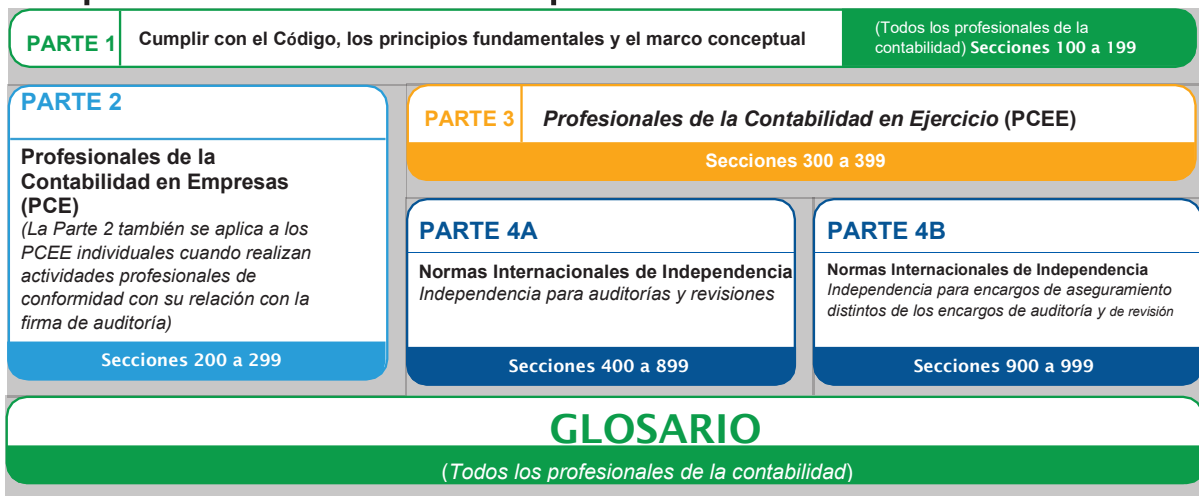 PARTE 1
Cumplir con el Código, los principios fundamentales y el marco conceptual
(Todos los profesionales de la
contabilidad) Secciones 100 a 199
PARTE 2
Profesionales de la
Contabilidad en Empresas
(PCE)
(La Parte 2 también se aplica a los
PCEE individuales cuando realizan
actividades profesionales de
conformidad con su relación con la
firma de auditoría)
Secciones 200 a 299
PARTE 3
Profesionales de la Contabilidad en Ejercicio (PCEE)
Secciones 300 a 399
PARTE 4A
Normas Internacionales de Independencia
Independencia para auditorías y revisiones
Secciones 400 a 899
PARTE 4B
Normas Internacionales de Independencia
Independencia para encargos de aseguramiento
distintos de los encargos de auditoría y de revisión
Secciones 900 a 999
GLOSARIO
(Todos los profesionales de la contabilidad)